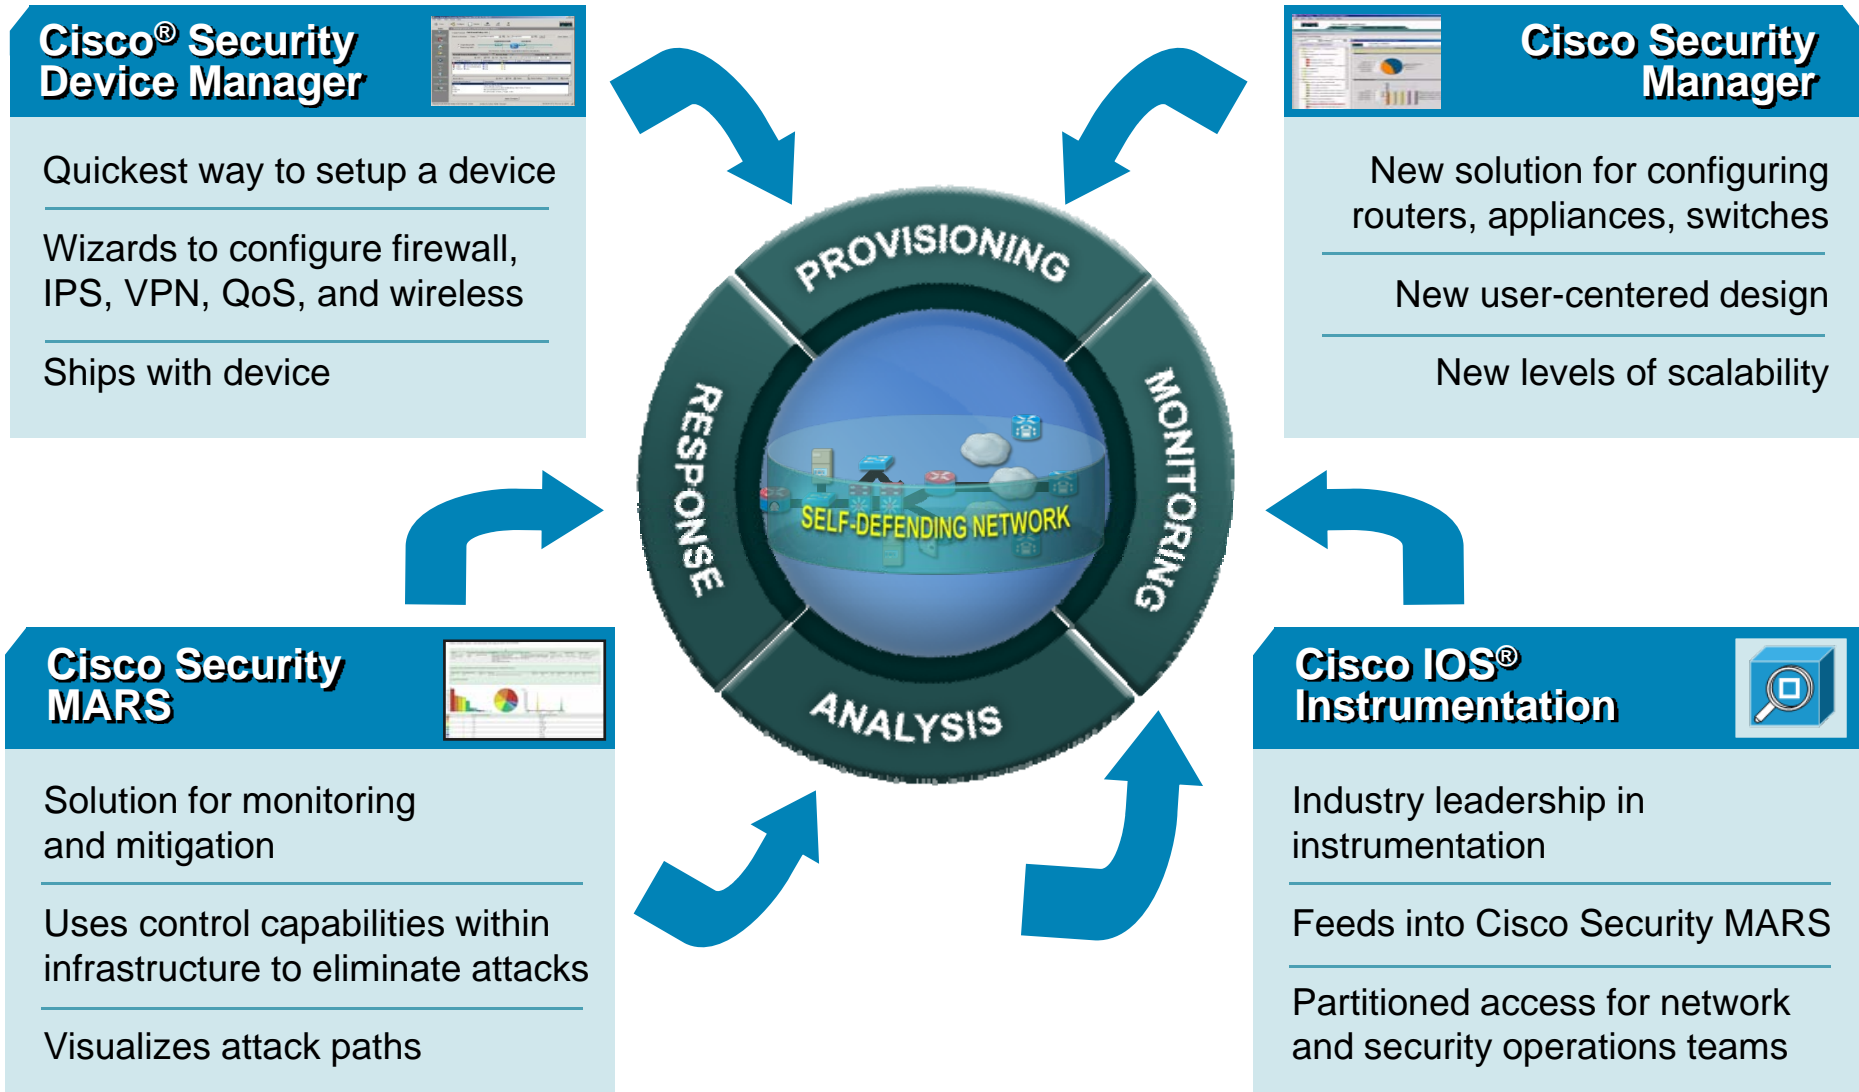 Cisco® Security
Device Manager
Quickest way to setup a device
Wizards to configure firewall,
IPS, VPN, QoS, and wireless
Ships with device
Cisco Security
Manager
New solution for configuring
routers, appliances, switches
New user-centered design
New levels of scalability
PROVISIONING
MONITORING
RESPONSE
ANALYSIS
SELF-DEFENDING NETWORK
Cisco Security
MARS
Solution for monitoring
and mitigation
Uses control capabilities within
infrastructure to eliminate attacks
Visualizes attack paths
Cisco IOS®
Instrumentation
Industry leadership in
instrumentation
Feeds into Cisco Security MARS
Partitioned access for network
and security operations teams